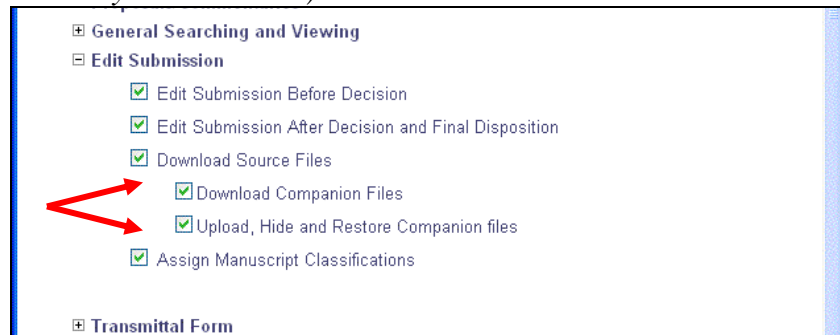 General Searching and Viewing
Edit Submission
Edit Submission Before Decision
Edit Submission After Decision and Final Disposition
Download Source Files
Download Companion Files
Upload, Hide and Restore Companion files
Assign Manuscript Classifications
Transmittal Form